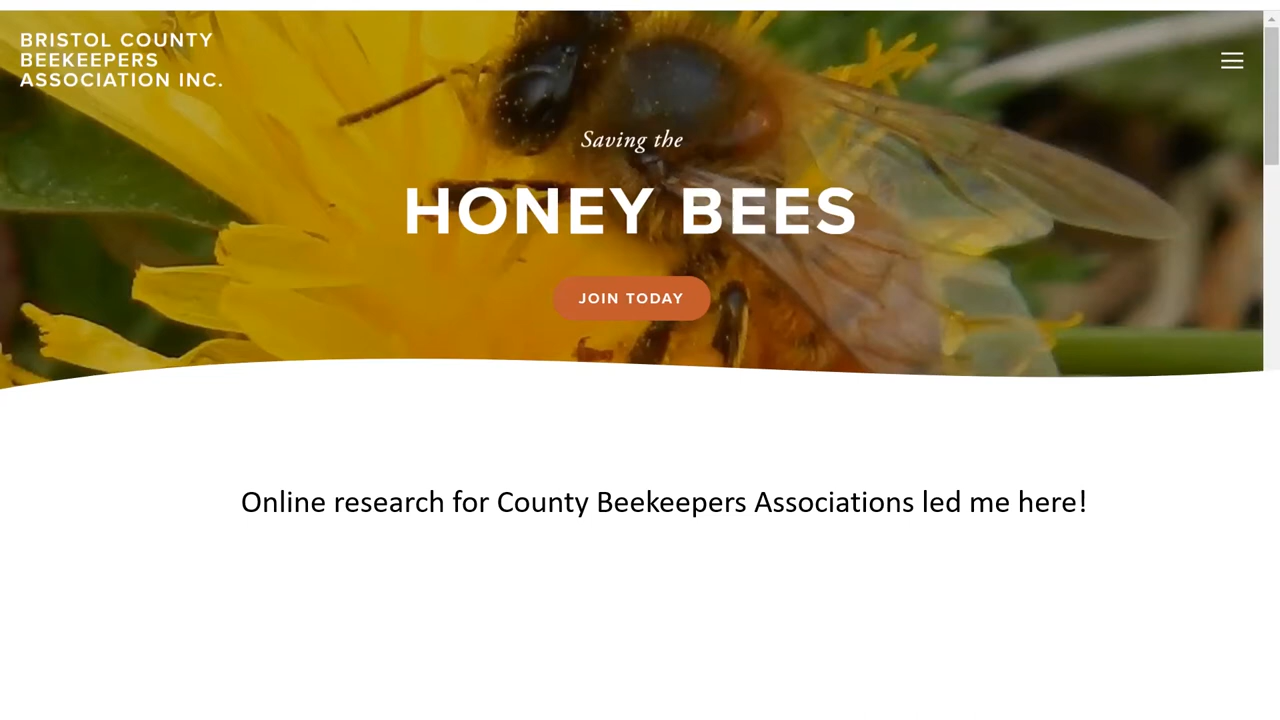 BRISTOL COUNTY
BEEKEEPERS
ASSOCIATION INC.
Saving the
HONEY BEES
JOIN TODAY
Online research for County Beekeepers Associations led me here!